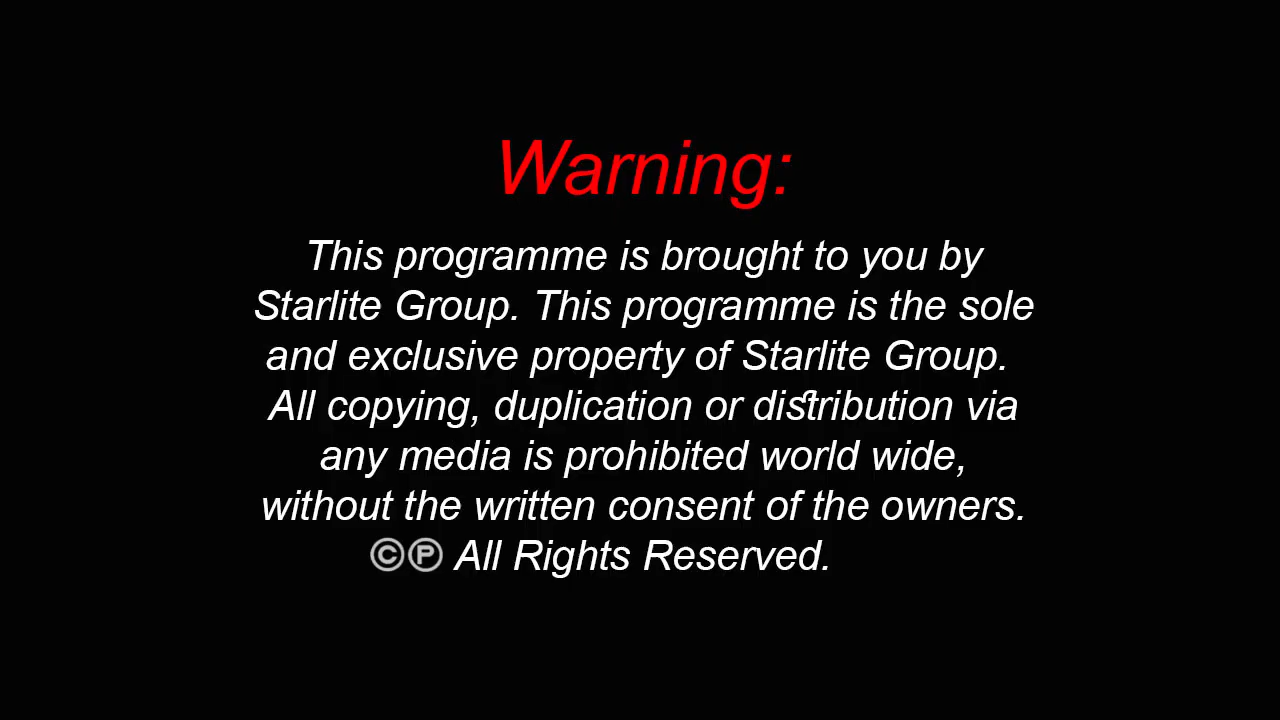 Warning:
This programme is brought to you by
Starlite Group. This programme is the sole
and exclusive property of Starlite Group.
All copying, duplication or distribution via
any media is prohibited world wide,
without the written consent of the owners.
©℗ All Rights Reserved.